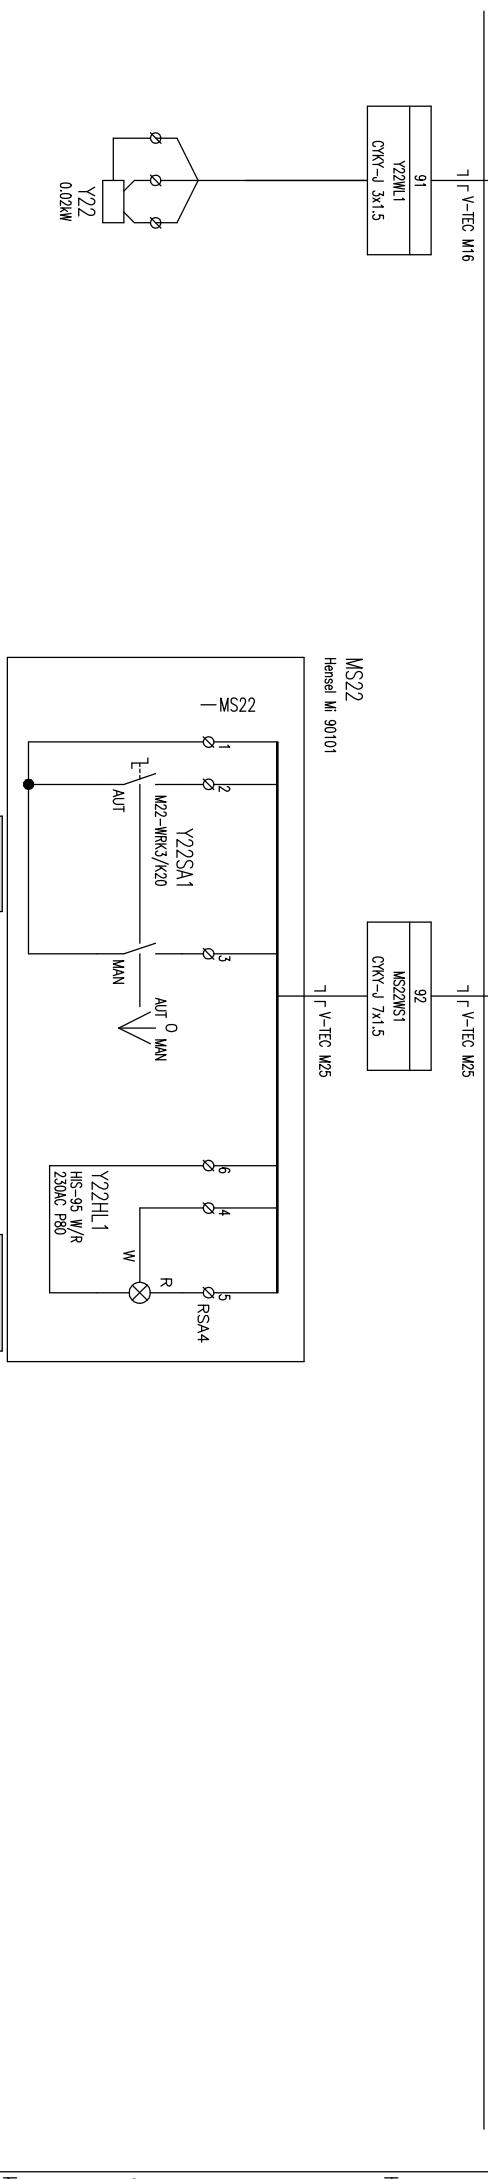 V-TEC M16
91
Y22WL1
CYKY-J 3x1.5
Y22
0.02kW
V-TEC M25
92
MS22WS1
CYKY-J 7x1.5
V-TEC M25
MS22
Hensel Mi 90101
MS22
1
2
3
6
4
5
RSA4
Y22SA1
M22-WRK3/K20
AUT
MAN
AUT
0
MAN
Y22HL1
HIS-95 W/R
230AC P80
W
R